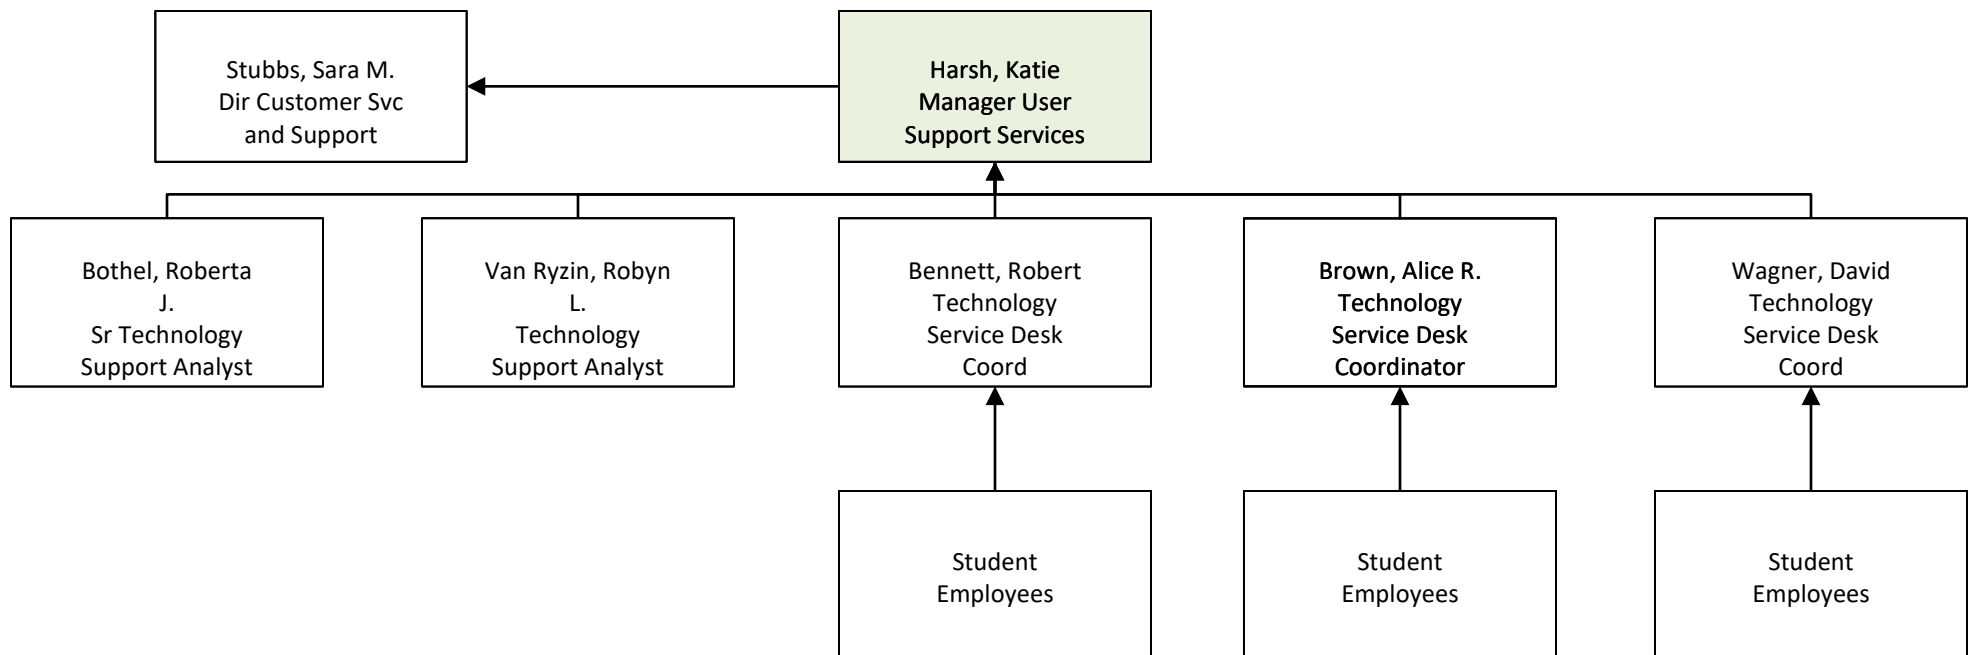 Stubbs, Sara M.
Dir Customer Svc
and Support
Harsh, Katie
Manager User
Support Services
Bothel, Roberta
J.
Sr Technology
Support Analyst
Van Ryzin, Robyn
L.
Technology
Support Analyst
Bennett, Robert
Technology
Service Desk
Coord
Brown, Alice R.
Technology
Service Desk
Coordinator
Wagner, David
Technology
Service Desk
Coord
Student
Employees
Student
Employees
Student
Employees